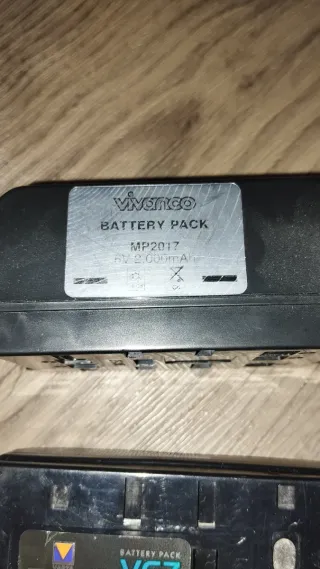 vivanco
BATTERY PACK
MP2017
6V 2.000mAh
BATTERY PACK